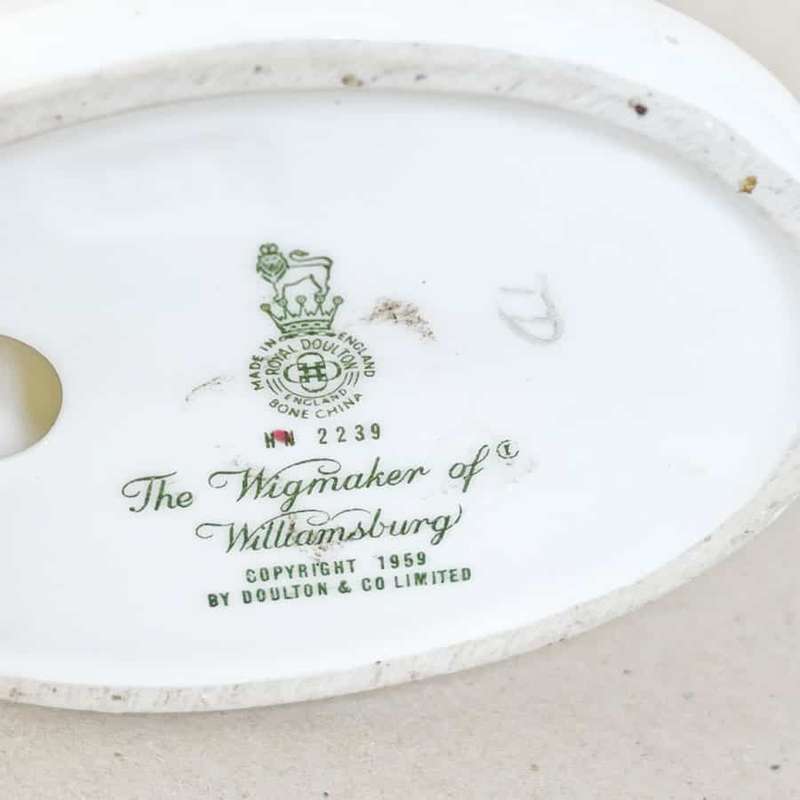 MADE IN ENGLAND
ROYAL DOULTON
ENGLAND
BONE CHINA
HN 2239
The Wigmaker of
Williamsburg
COPYRIGHT 1959
BY DOULTON & CO LIMITED